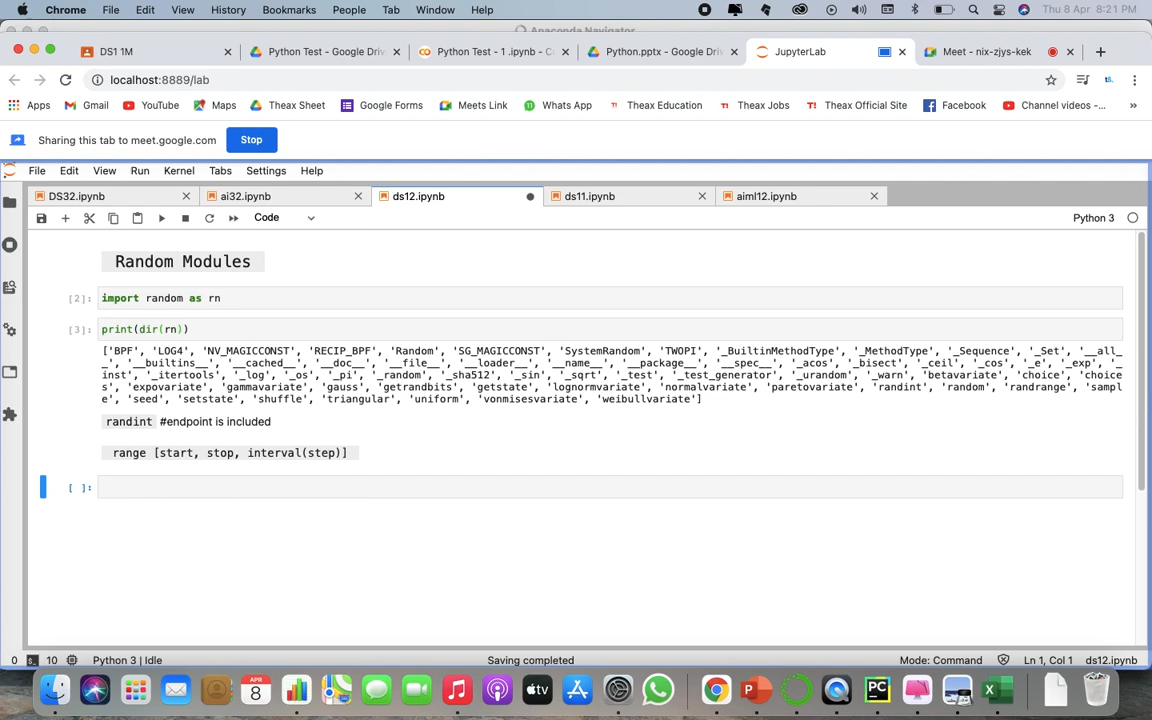 Chrome File Edit View History Bookmarks People Tab Window Help Thu 8 Apr 8:21 PM
Anaconda Navigator
DS1 1M Python Test - Google Driv Python Test - 1 .ipynb - C Python.pptx - Google Dri JupyterLab Meet - nix-zjys-kek
localhost:8889/lab
Apps Gmail YouTube Maps Theax Sheet Google Forms Meets Link Whats App Theax Education Theax Jobs Theax Official Site Facebook Channel videos -...
Sharing this tab to meet.google.com Stop
File Edit View Run Kernel Tabs Settings Help
DS32.ipynb ai32.ipynb ds12.ipynb ds11.ipynb aiml12.ipynb
Code Python 3
Random Modules
[2]: import random as rn
[3]: print(dir(rn))
['BPF', 'LOG4', 'NV_MAGICCONST', 'RECIP_BPF', 'Random', 'SG_MAGICCONST', 'SystemRandom', 'TWOPI', '_BuiltinMethodType', '_MethodType', '_Sequence', '_Set', '__all_
_', '__builtins__', '__cached__', '__doc__', '__file__', '__loader__', '__name__', '__package__', '__spec__', '_acos', '_bisect', '_ceil', '_cos', '_e', '_exp', '_
inst', '_itertools', '_log', '_os', '_pi', '_random', '_sha512', '_sin', '_sqrt', '_test', '_test_generator', '_urandom', '_warn', 'betavariate', 'choice', 'choice
s', 'expovariate', 'gammavariate', 'gauss', 'getrandbits', 'getstate', 'lognormvariate', 'normalvariate', 'paretovariate', 'randint', 'random', 'randrange', 'sampl
e', 'seed', 'setstate', 'shuffle', 'triangular', 'uniform', 'vonmisesvariate', 'weibullvariate']
randint #endpoint is included
range [start, stop, interval(step)]
[ ]:
0 10 Python 3 | Idle Saving completed Mode: Command Ln 1, Col 1 ds12.ipynb
APR
8